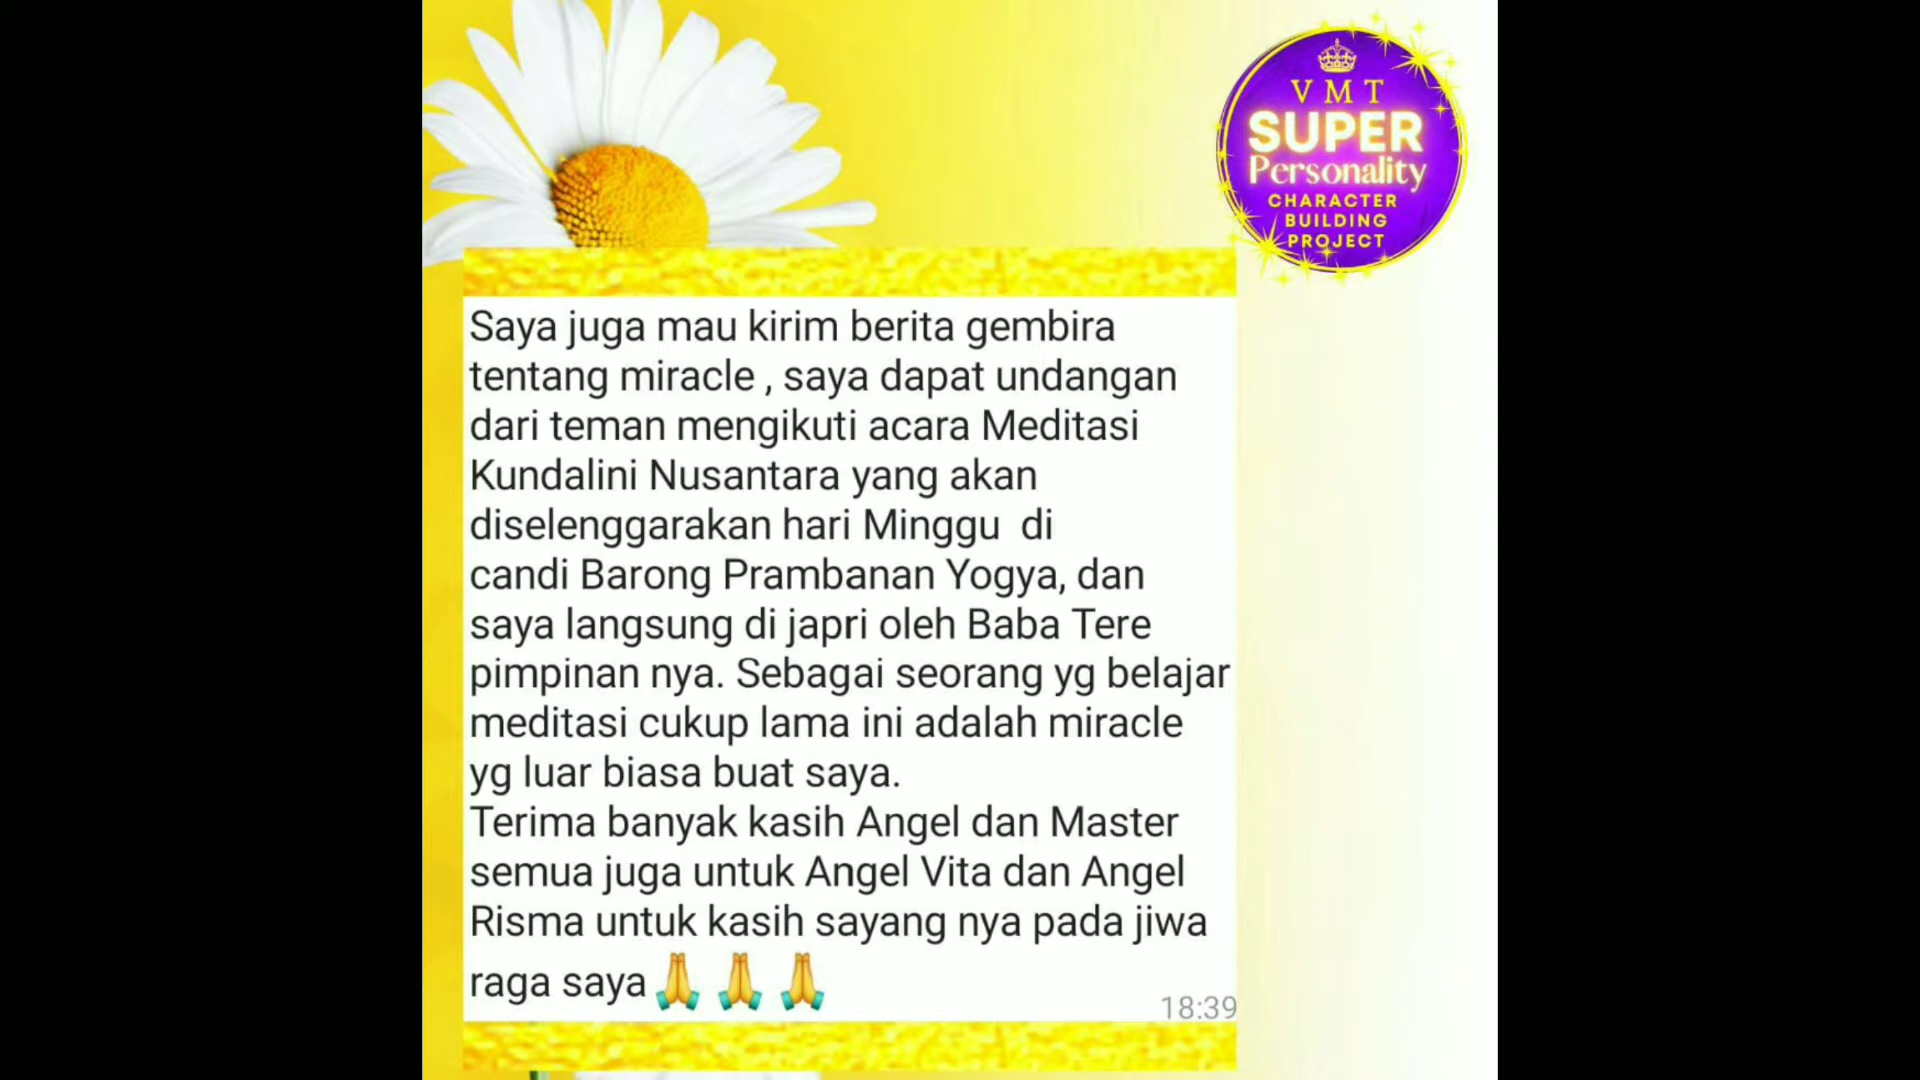 VMT
SUPER
Personality
CHARACTER
BUILDING
PROJECT
Saya juga mau kirim berita gembira
tentang miracle , saya dapat undangan
dari teman mengikuti acara Meditasi
Kundalini Nusantara yang akan
diselenggarakan hari Minggu  di
candi Barong Prambanan Yogya, dan
saya langsung di japri oleh Baba Tere
pimpinan nya. Sebagai seorang yg belajar
meditasi cukup lama ini adalah miracle
yg luar biasa buat saya.
Terima banyak kasih Angel dan Master
semua juga untuk Angel Vita dan Angel
Risma untuk kasih sayang nya pada jiwa
raga saya🙏 🙏 🙏
18:39